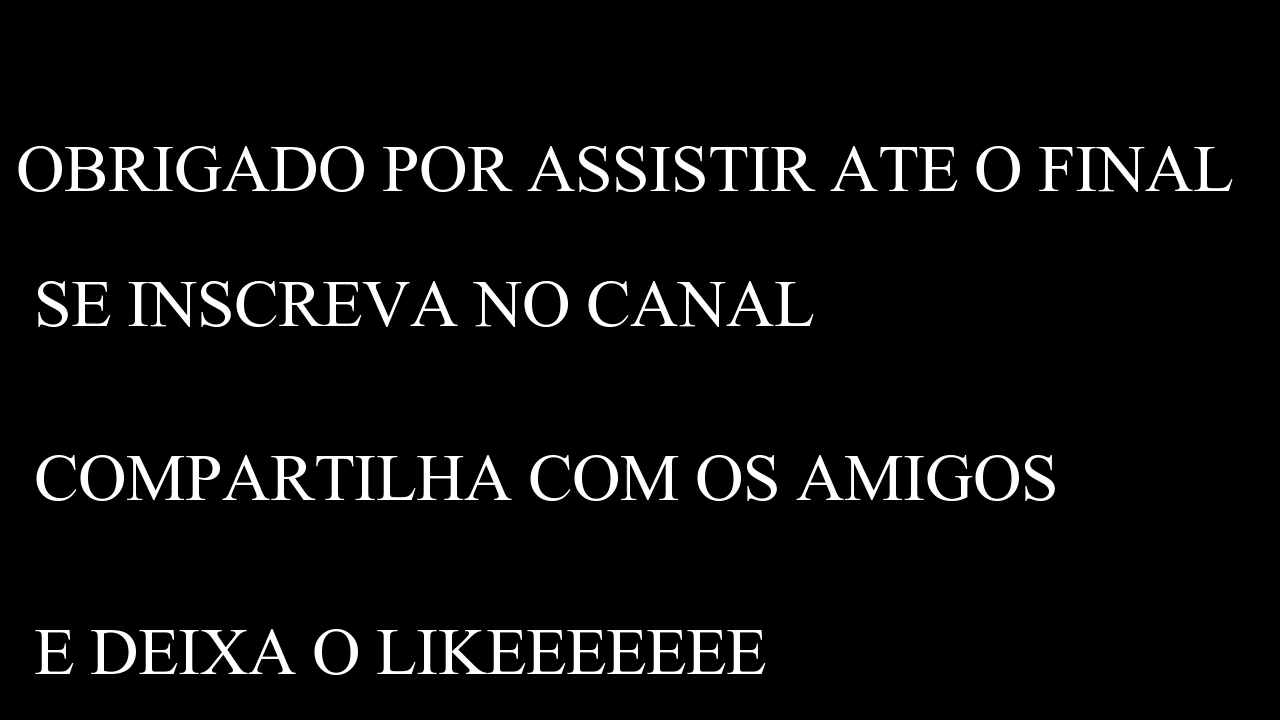 OBRIGADO POR ASSISTIR ATE O FINAL
SE INSCREVA NO CANAL
COMPARTILHA COM OS AMIGOS
E DEIXA O LIKEEEEEEE